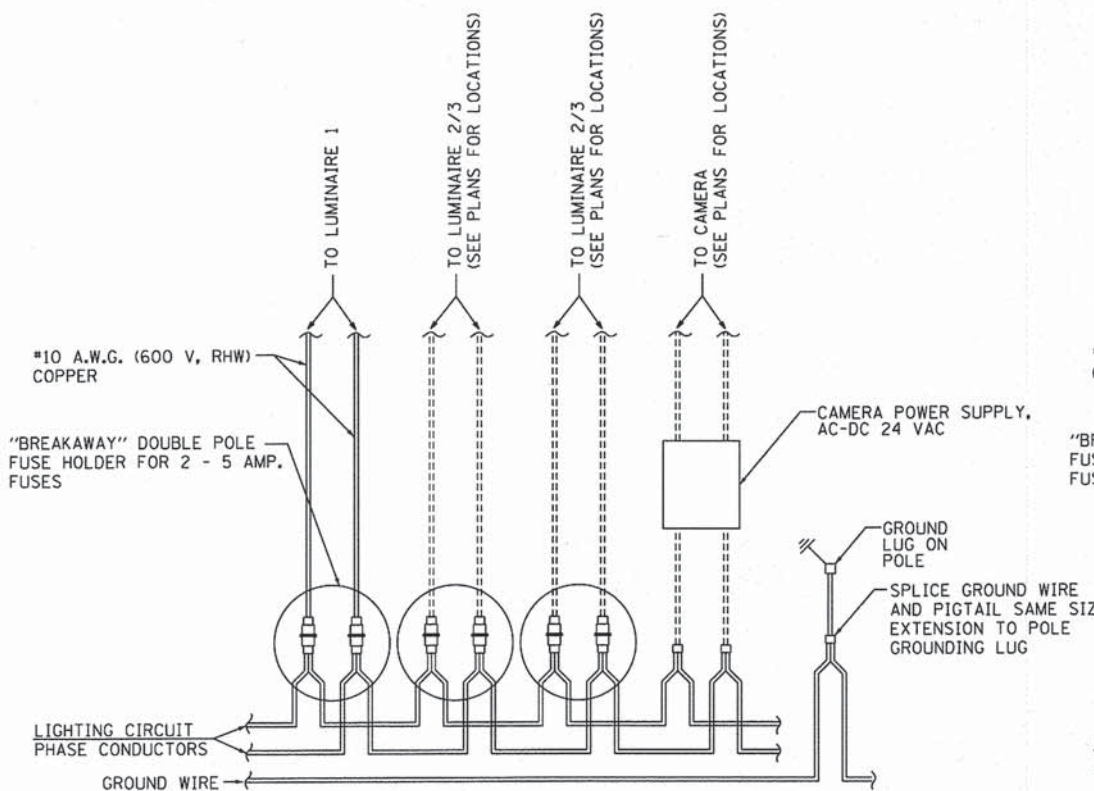 TO LUMINAIRE 1
TO LUMINAIRE 2/3
(SEE PLANS FOR LOCATIONS)
TO LUMINAIRE 2/3
(SEE PLANS FOR LOCATIONS)
TO CAMERA
(SEE PLANS FOR LOCATIONS)
#10 A.W.G. (600 V, RHW)
COPPER
"BREAKAWAY" DOUBLE POLE
FUSE HOLDER FOR 2 - 5 AMP.
FUSES
CAMERA POWER SUPPLY,
AC-DC 24 VAC
GROUND
LUG ON
POLE
SPLICE GROUND WIRE
AND PIGTAIL SAME SIZ
EXTENSION TO POLE
GROUNDING LUG
LIGHTING CIRCUIT
PHASE CONDUCTORS
GROUND WIRE
(
"BR
FUS
FUS